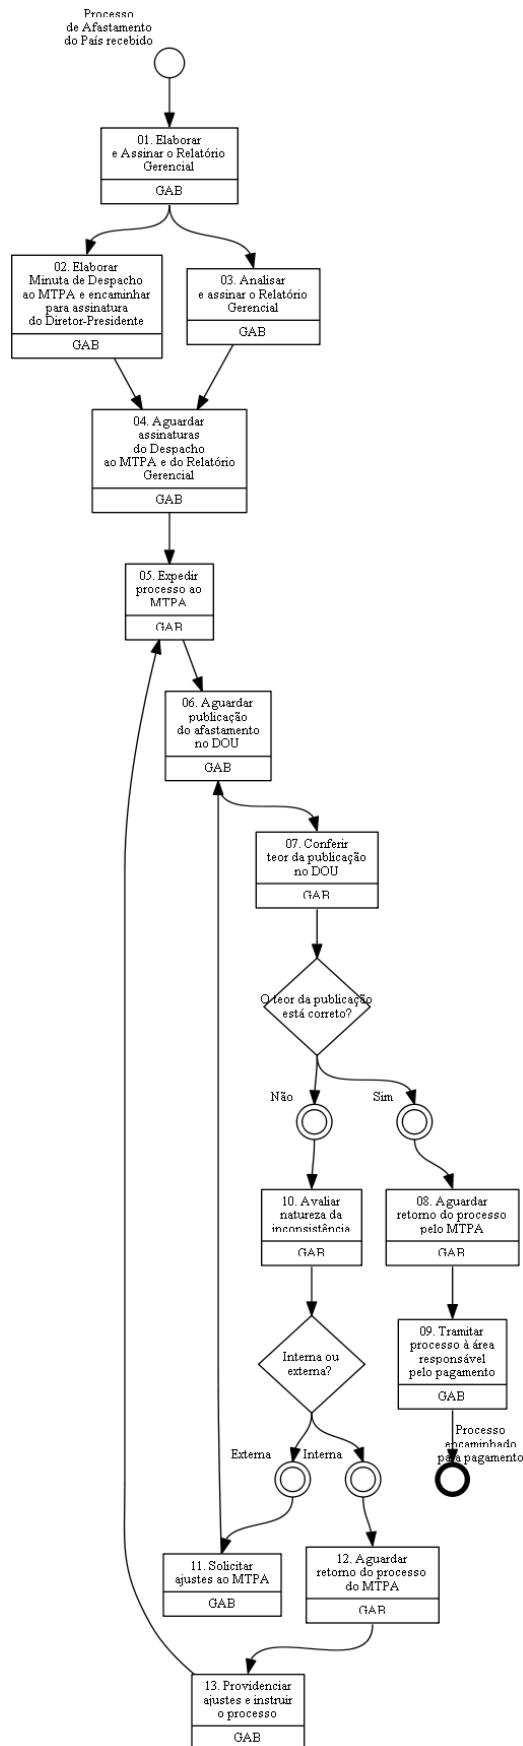 Processo
de Afastamento
do País recebido
01. Elaborar
e Assinar o Relatório
Gerencial
GAB
02. Elaborar
Minuta de Despacho
ao MTPA e encaminhar
para assinatura
do Diretor-Presidente
GAB
03. Analisar
e assinar o Relatório
Gerencial
GAB
04. Aguardar
assinaturas
do Despacho
ao MTPA e do Relatório
Gerencial
GAB
05. Expedir
processo ao
MTPA
GAB
06. Aguardar
publicação
do afastamento
no DOU
GAB
07. Conferir
teor da publicação
no DOU
GAB
O teor da publicação
está correto?
Não
Sim
10. Avaliar
natureza da
inconsistência
GAB
08. Aguardar
retorno do processo
pelo MTPA
GAB
Interna ou
externa?
09. Tramitar
processo à área
responsável
pelo pagamento
GAB
Externa
Interna
Processo
encaminhado
para pagamento
11. Solicitar
ajustes ao MTPA
GAB
12. Aguardar
retorno do processo
do MTPA
GAB
13. Providenciar
ajustes e instruir
o processo
GAB